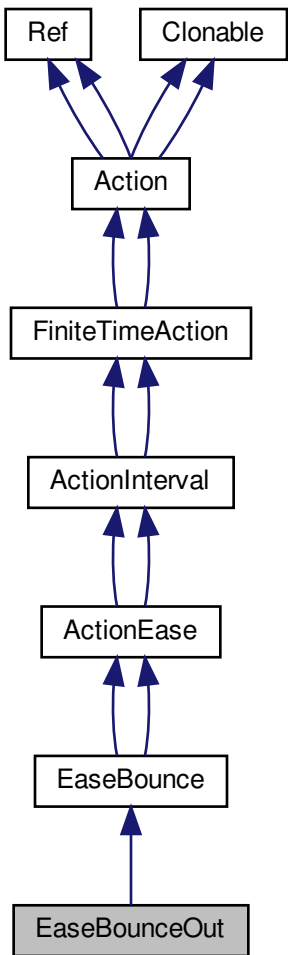 Ref
Clonable
Action
FiniteTimeAction
ActionInterval
ActionEase
EaseBounce
EaseBounceOut